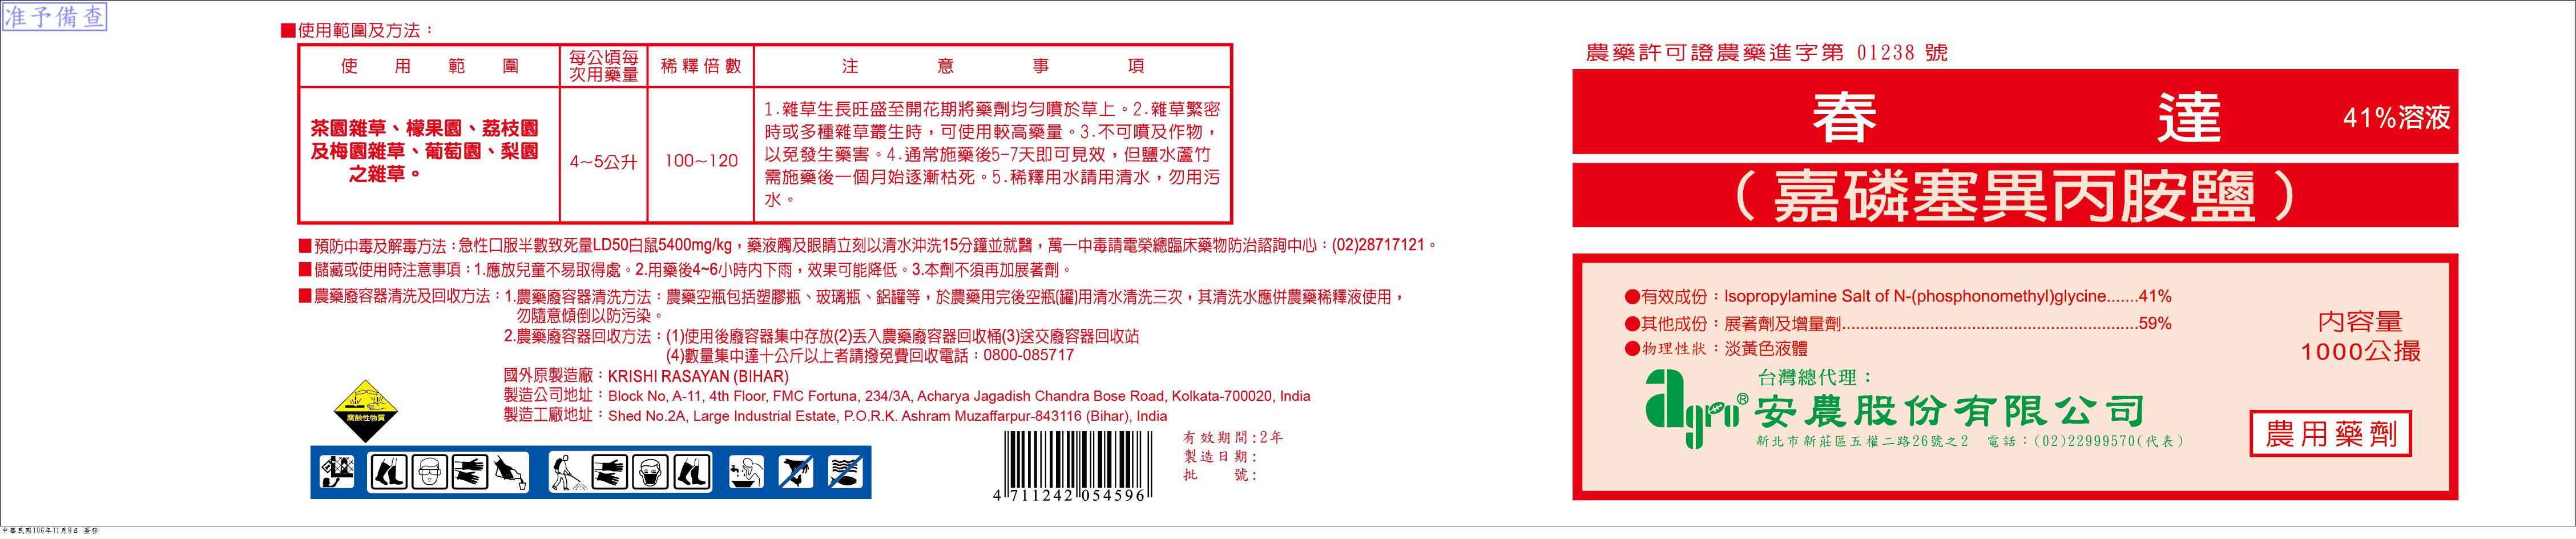 准予備查
■使用範圍及方法：
使用範圍
每公頃每
次用藥量
稀釋倍數
注意事項
茶園雜草、檬果園、荔枝園
及梅園雜草、葡萄園、梨園
之雜草。
4~5公升
100~120
1.雜草生長旺盛至開花期將藥劑均勻噴於草上。2.雜草繁密
時或多種雜草叢生時，可使用較高藥量。3.不可噴及作物，
以免發生藥害。4.通常施藥後5-7天即可見效，但鹽水蘆竹
需施藥後一個月始逐漸枯死。5.稀釋用水請用清水，勿用污
水。
■預防中毒及解毒方法：急性口服半數致死量LD50白鼠5400mg/kg，藥液觸及眼睛立刻以清水沖洗15分鐘並就醫，萬一中毒請電榮總臨床藥物防治諮詢中心：(02)28717121。
■儲藏或使用時注意事項：1.應放兒童不易取得處。2.用藥後4~6小時內下雨，效果可能降低。3.本劑不須再加展著劑。
■農藥廢容器清洗及回收方法：1.農藥廢容器清洗方法：農藥空瓶包括塑膠瓶、玻璃瓶、鋁罐等，於農藥用完後空瓶(罐)用清水清洗三次，其清洗水應併農藥稀釋液使用，
勿隨意傾倒以防污染。
2.農藥廢容器回收方法：(1)使用後廢容器集中存放(2)丟入農藥廢容器回收桶(3)送交廢容器回收站
(4)數量集中達十公斤以上者請撥免費回收電話：0800-085717
國外原製造廠：KRISHI RASAYAN (BIHAR)
製造公司地址：Block No, A-11, 4th Floor, FMC Fortuna, 234/3A, Acharya Jagadish Chandra Bose Road, Kolkata-700020, India
製造工廠地址：Shed No.2A, Large Industrial Estate, P.O.R.K. Ashram Muzaffarpur-843116 (Bihar), India
腐蝕性物質
4 711242 054596
有效期間:2年
製造日期:
批號:
農藥許可證農藥進字第 01238 號
春達
41%溶液
（嘉磷塞異丙胺鹽）
●有效成份：Isopropylamine Salt of N-(phosphonomethyl)glycine.......41%
●其他成份：展著劑及增量劑................................................................59%
●物理性狀：淡黃色液體
內容量
1000公撮
台灣總代理：
agro®安農股份有限公司
新北市新莊區五權二路26號之2 電話：(02)22999570(代表)
農用藥劑
中華民國106年11月9日 簽發